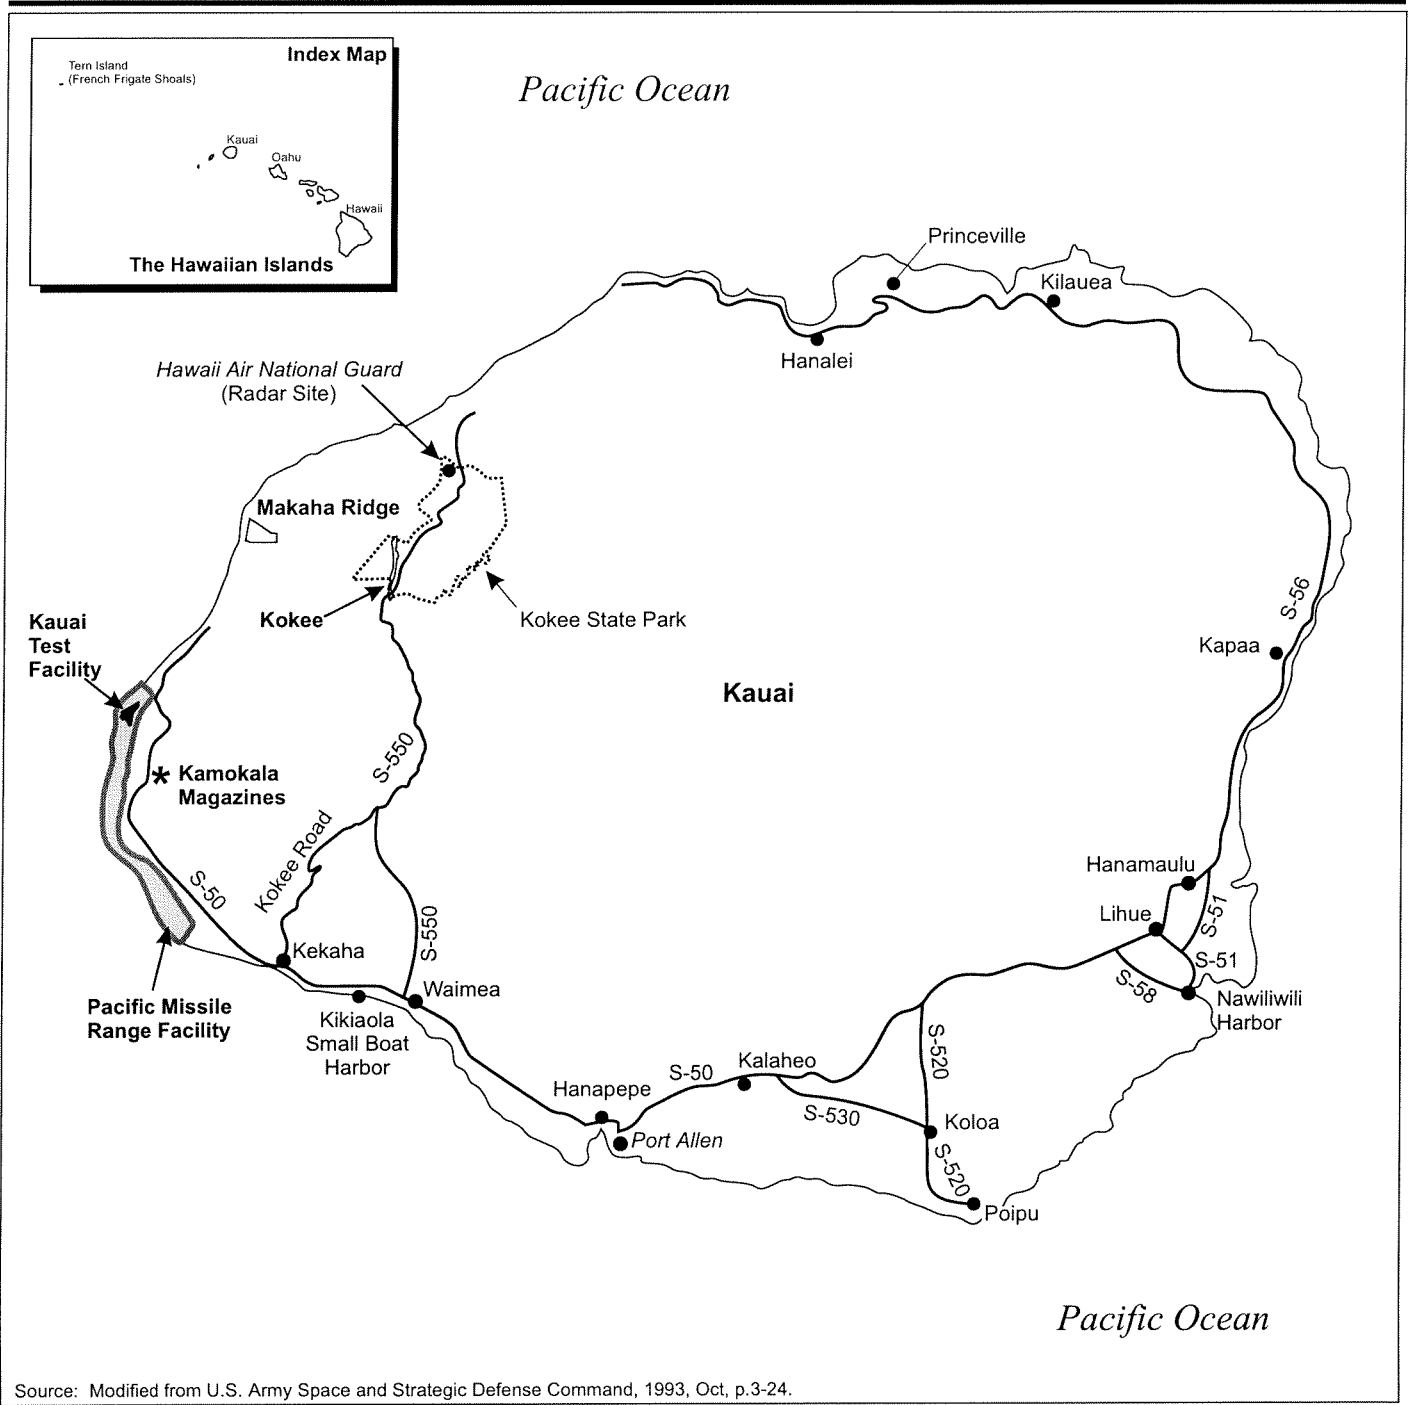 Index Map
Tern Island
(French Frigate Shoals)
Kauai
Oahu
Hawaii
The Hawaiian Islands
Pacific Ocean
Princeville
Kilauea
Hanalei
Hawaii Air National Guard
(Radar Site)
Makaha Ridge
Kokee
Kokee State Park
S-56
Kapaa
Kauai
Test
Facility
Kauai
S-550
Kamokala
Magazines
Kokee Road
S-50
S-550
Hanamaulu
Lihue
S-51
S-51
S-58
Nawiliwili
Harbor
Kekaha
Waimea
Pacific Missile
Range Facility
Kikiaola
Small Boat
Harbor
S-520
Kalaheo
S-50
Hanapepe
S-530
Koloa
Port Allen
S-520
Poipu
Pacific Ocean
Source: Modified from U.S. Army Space and Strategic Defense Command, 1993, Oct, p.3-24.